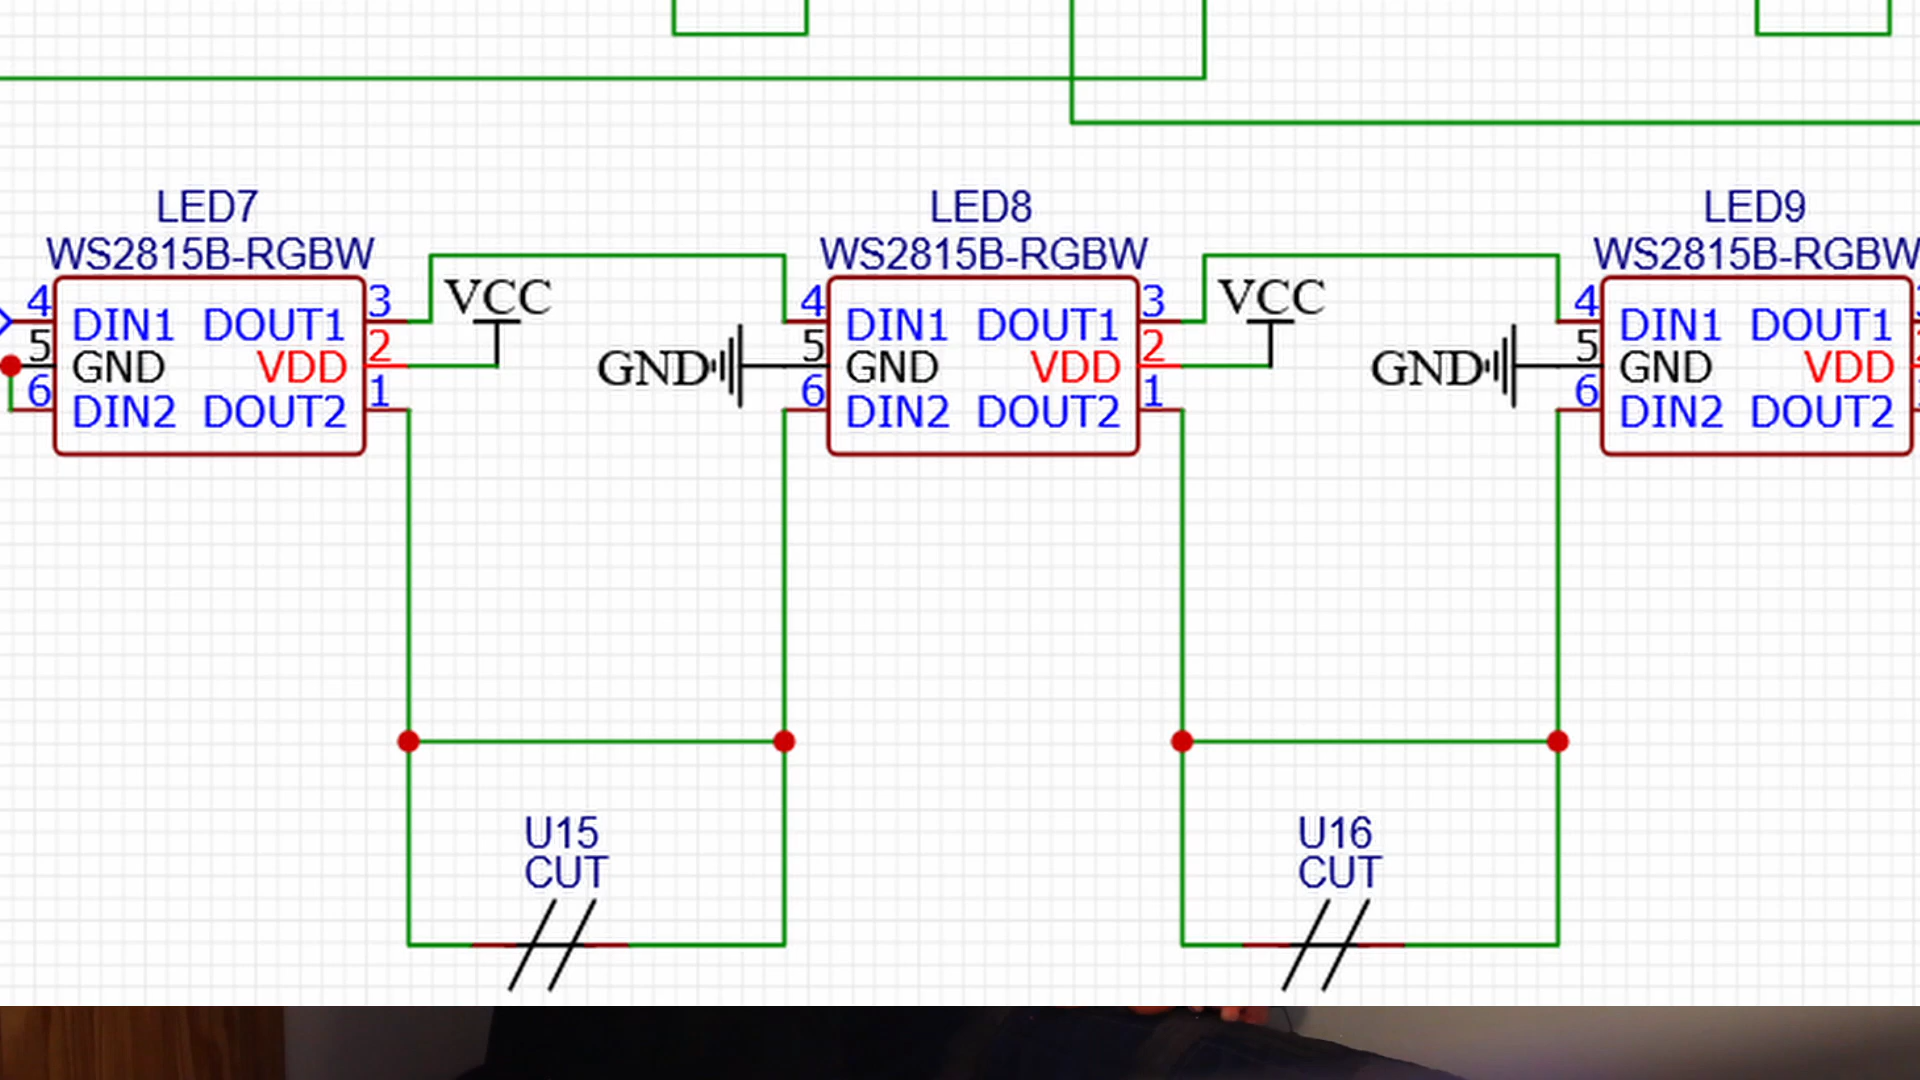 LED7
WS2815B-RGBW
4 DIN1 DOUT1 3
5 GND VDD 2
6 DIN2 DOUT2 1
VCC
GND
LED8
WS2815B-RGBW
4 DIN1 DOUT1 3
5 GND VDD 2
6 DIN2 DOUT2 1
VCC
GND
LED9
WS2815B-RGBW
4 DIN1 DOUT1
5 GND VDD
6 DIN2 DOUT2
U15
CUT
U16
CUT